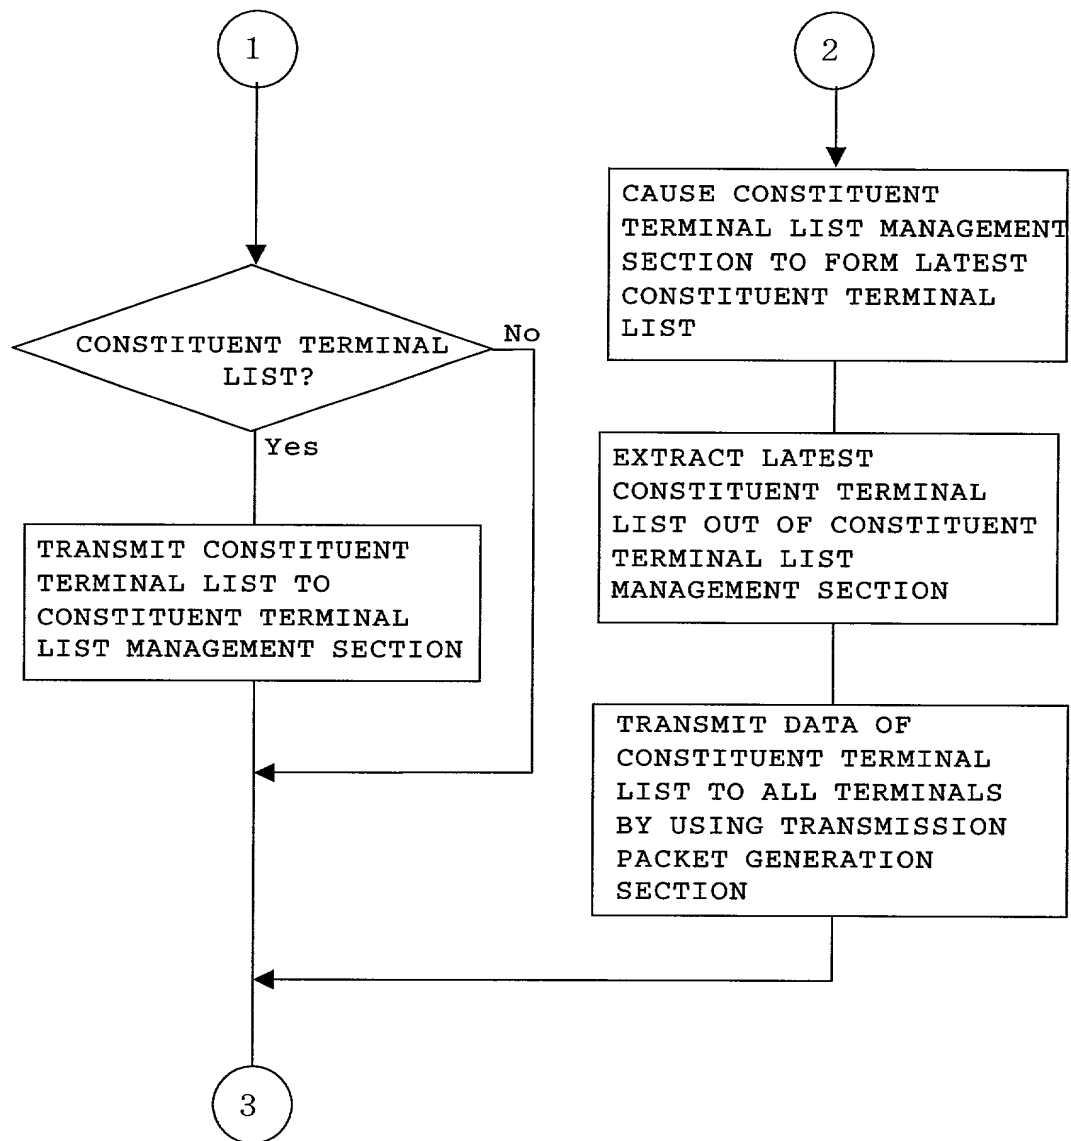 1
2
CAUSE CONSTITUENT
TERMINAL LIST MANAGEMENT
SECTION TO FORM LATEST
CONSTITUENT TERMINAL
LIST
CONSTITUENT TERMINAL
LIST?
No
Yes
EXTRACT LATEST
CONSTITUENT TERMINAL
LIST OUT OF CONSTITUENT
TERMINAL LIST
MANAGEMENT SECTION
TRANSMIT CONSTITUENT
TERMINAL LIST TO
CONSTITUENT TERMINAL
LIST MANAGEMENT SECTION
TRANSMIT DATA OF
CONSTITUENT TERMINAL
LIST TO ALL TERMINALS
BY USING TRANSMISSION
PACKET GENERATION
SECTION
3